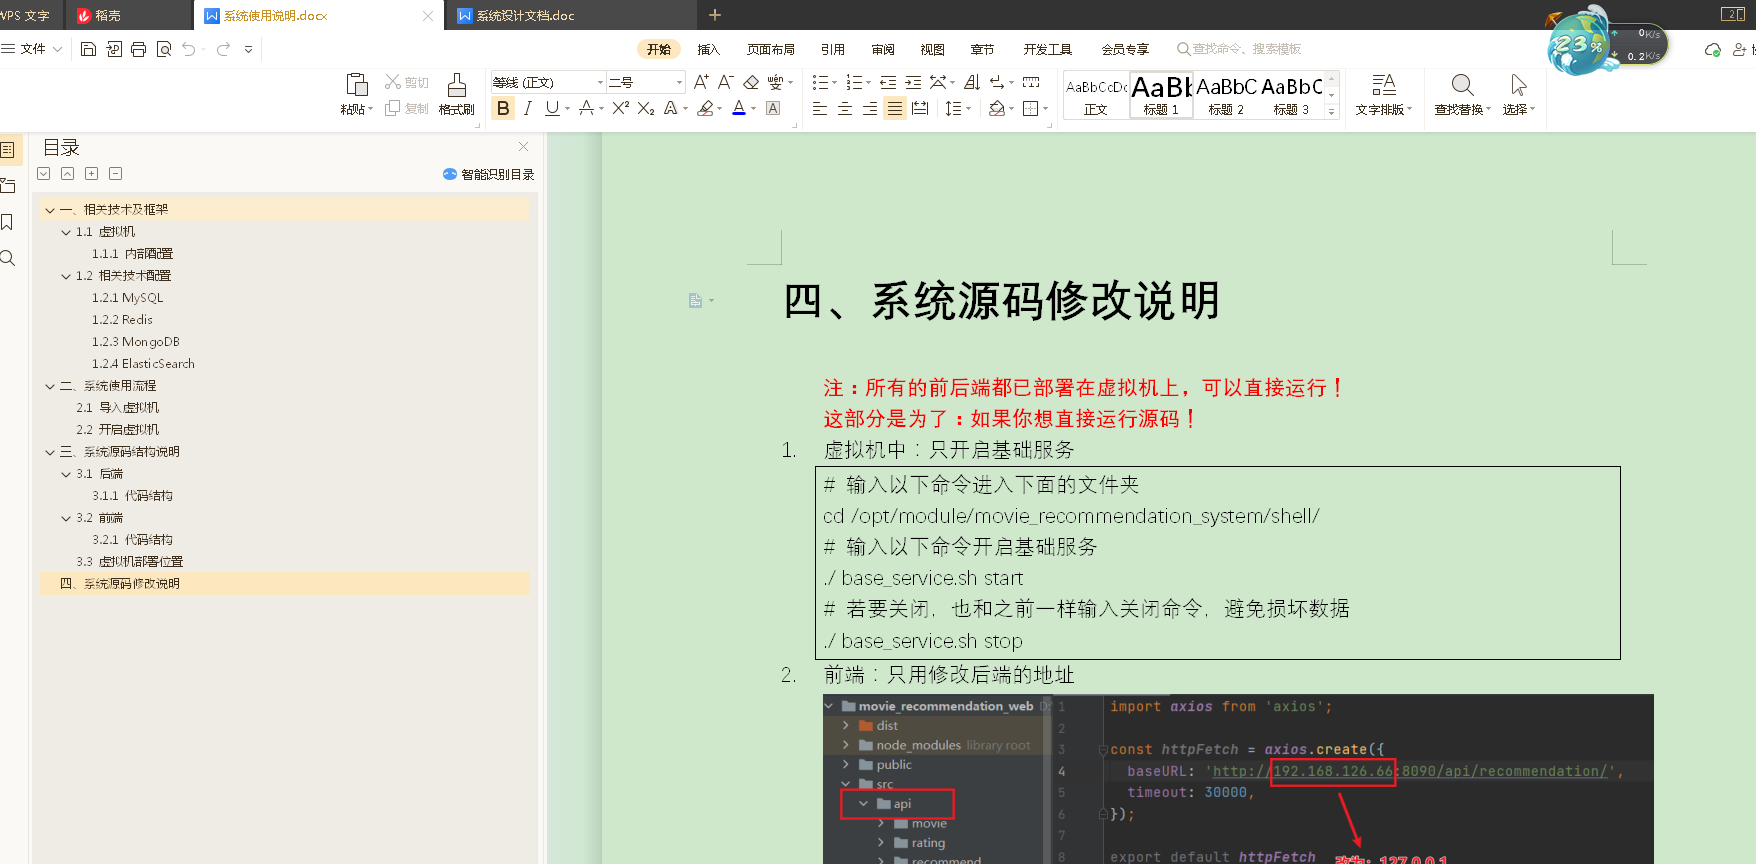 WPS 文字
稻壳
系统使用说明.docx
系统设计文档.doc
文件
开始
插入
页面布局
引用
审阅
视图
章节
开发工具
会员专享
查找命令、搜索模板
23%
0K/s
0.2K/s
粘贴
剪切
复制
格式刷
等线 (正文)
二号
AaBbCcDc
正文
AaBb
标题 1
AaBbC
标题 2
AaBbC
标题 3
文字排版
查找替换
选择
目录
智能识别目录
一、相关技术及框架
1.1 虚拟机
1.1.1 内部配置
1.2 相关技术配置
1.2.1 MySQL
1.2.2 Redis
1.2.3 MongoDB
1.2.4 ElasticSearch
二、系统使用流程
2.1 导入虚拟机
2.2 开启虚拟机
三、系统源码结构说明
3.1 后端
3.1.1 代码结构
3.2 前端
3.2.1 代码结构
3.3 虚拟机部署位置
四、系统源码修改说明
四、系统源码修改说明
注：所有的前后端都已部署在虚拟机上，可以直接运行！
这部分是为了：如果你想直接运行源码！
1. 虚拟机中：只开启基础服务
# 输入以下命令进入下面的文件夹
cd /opt/module/movie_recommendation_system/shell/
# 输入以下命令开启基础服务
./ base_service.sh start
# 若要关闭，也和之前一样输入关闭命令，避免损坏数据
./ base_service.sh stop
2. 前端：只用修改后端的地址
movie_recommendation_web
dist
node_modules library root
public
src
api
movie
rating
recommend
1 import axios from 'axios';
2
3 const httpFetch = axios.create({
4 baseURL: 'http://192.168.126.66:8090/api/recommendation/',
5 timeout: 30000,
6 });
7
8 export default httpFetch
改为：127.0.0.1